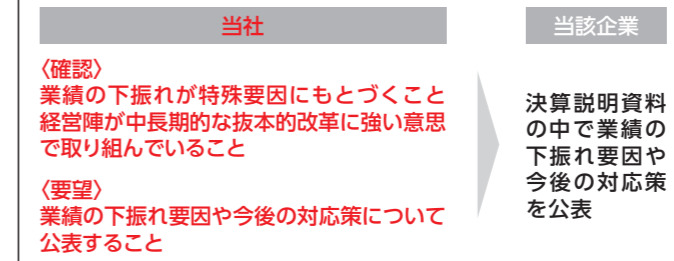 当社
〈確認〉
業績の下振れが特殊要因にもとづくこと
経営陣が中長期的な抜本的改革に強い意思
で取り組んでいること
〈要望〉
業績の下振れ要因や今後の対応策について
公表すること
当該企業
決算説明資料
の中で業績の
下振れ要因や
今後の対応策
を公表